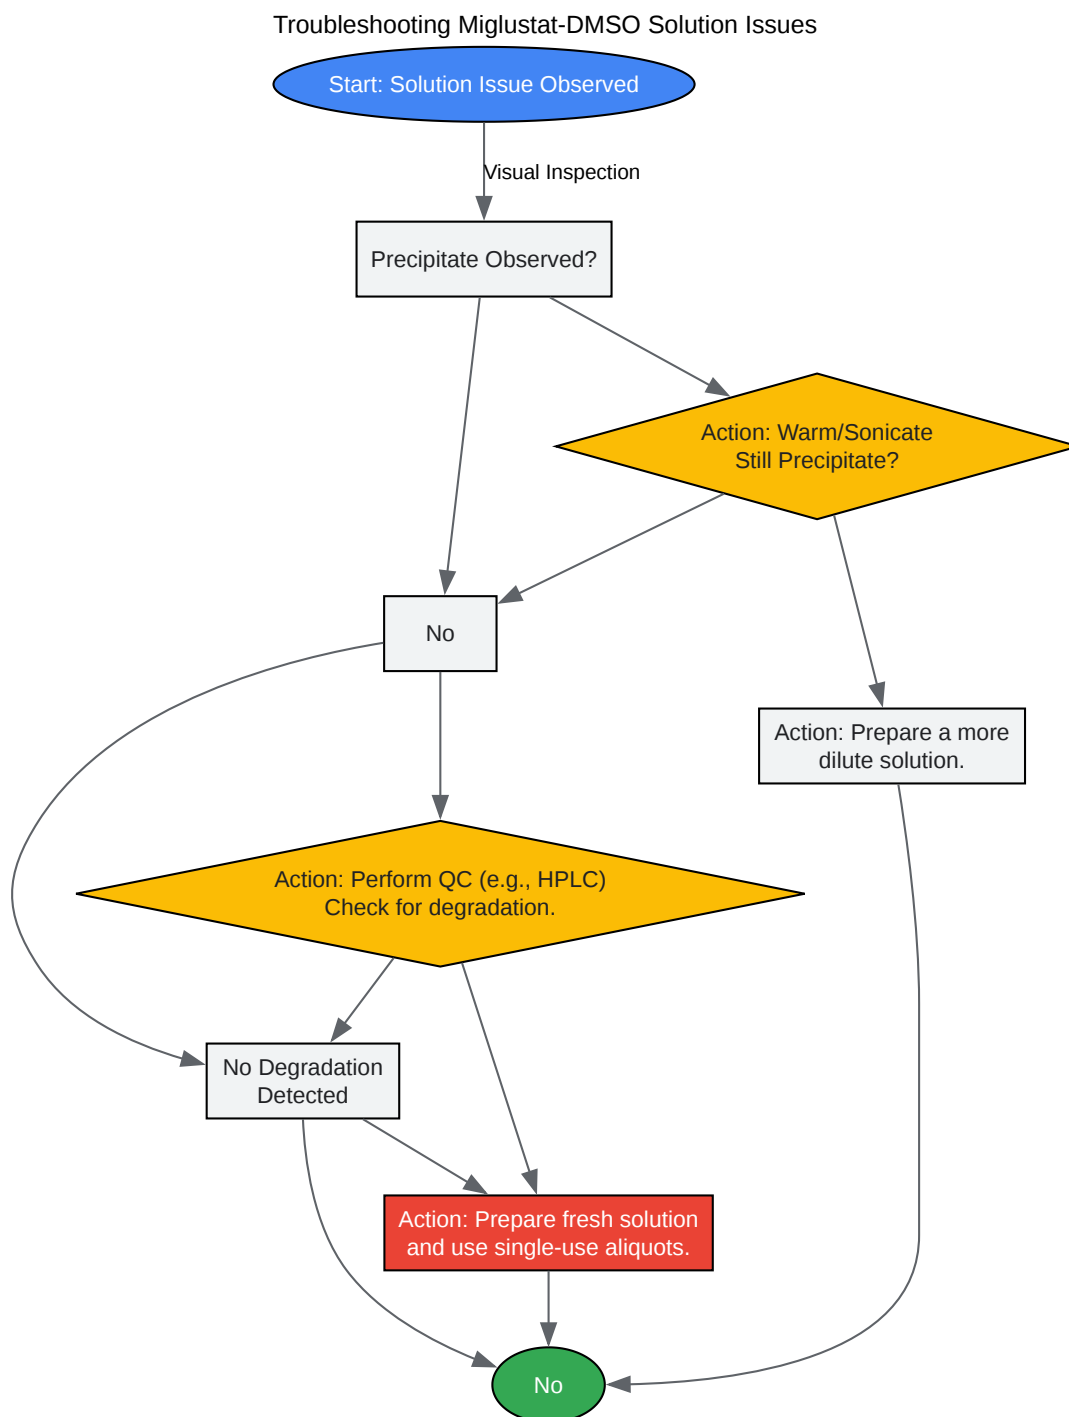 Troubleshooting Miglustat-DMSO Solution Issues
Start: Solution Issue Observed
Visual Inspection
Precipitate Observed?
Action: Warm/Sonicate
Still Precipitate?
No
Action: Prepare a more
dilute solution.
Action: Perform QC (e.g., HPLC)
Check for degradation.
No Degradation
Detected
Action: Prepare fresh solution
and use single-use aliquots.
No